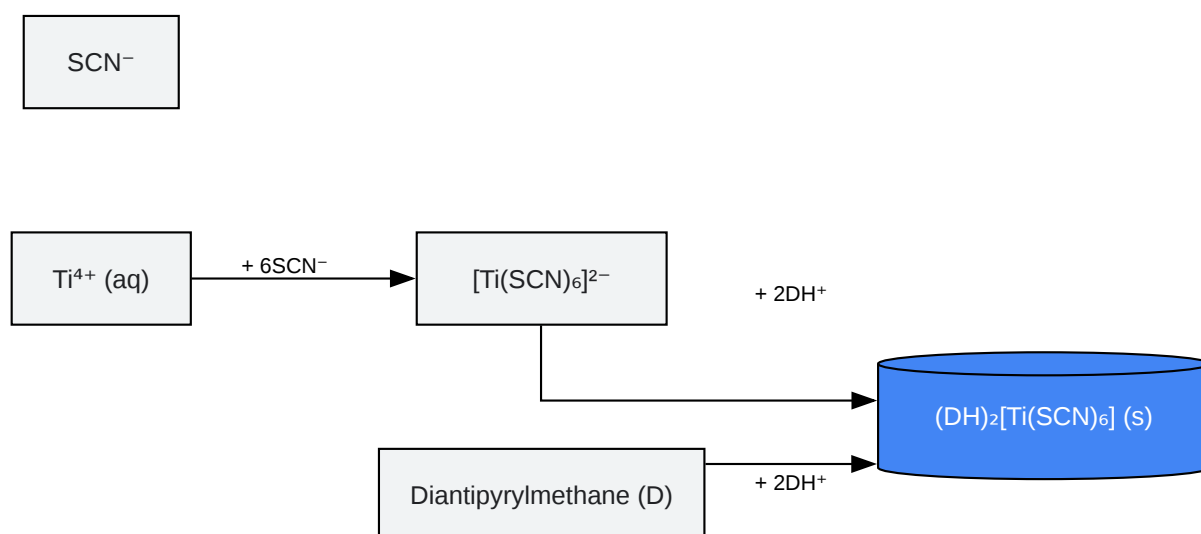 SCN⁻
Ti⁴⁺ (aq)
+ 6SCN⁻
[Ti(SCN)₆]²⁻
+ 2DH⁺
(DH)₂[Ti(SCN)₆] (s)
Diantipyrylmethane (D)
+ 2DH⁺